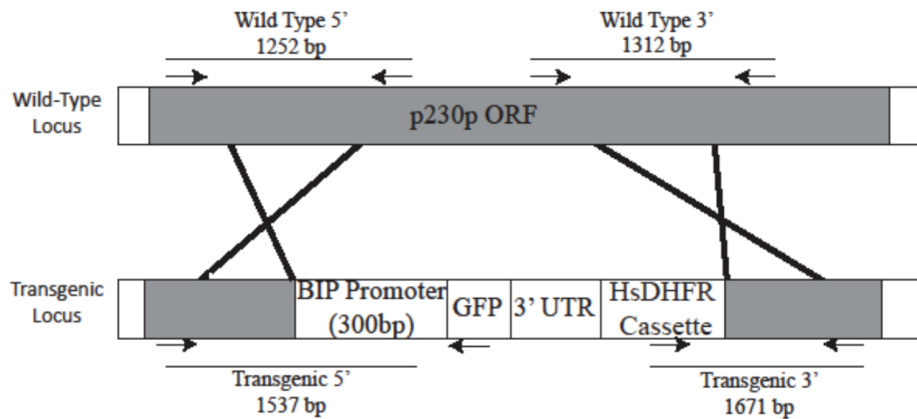 Wild Type 5’
1252 bp
Wild Type 3’
1312 bp
Wild-Type
Locus
p230p ORF
Transgenic
Locus
BIP Promoter
(300bp)
GFP
3’ UTR
HsDHFR
Cassette
Transgenic 5’
1537 bp
Transgenic 3’
1671 bp